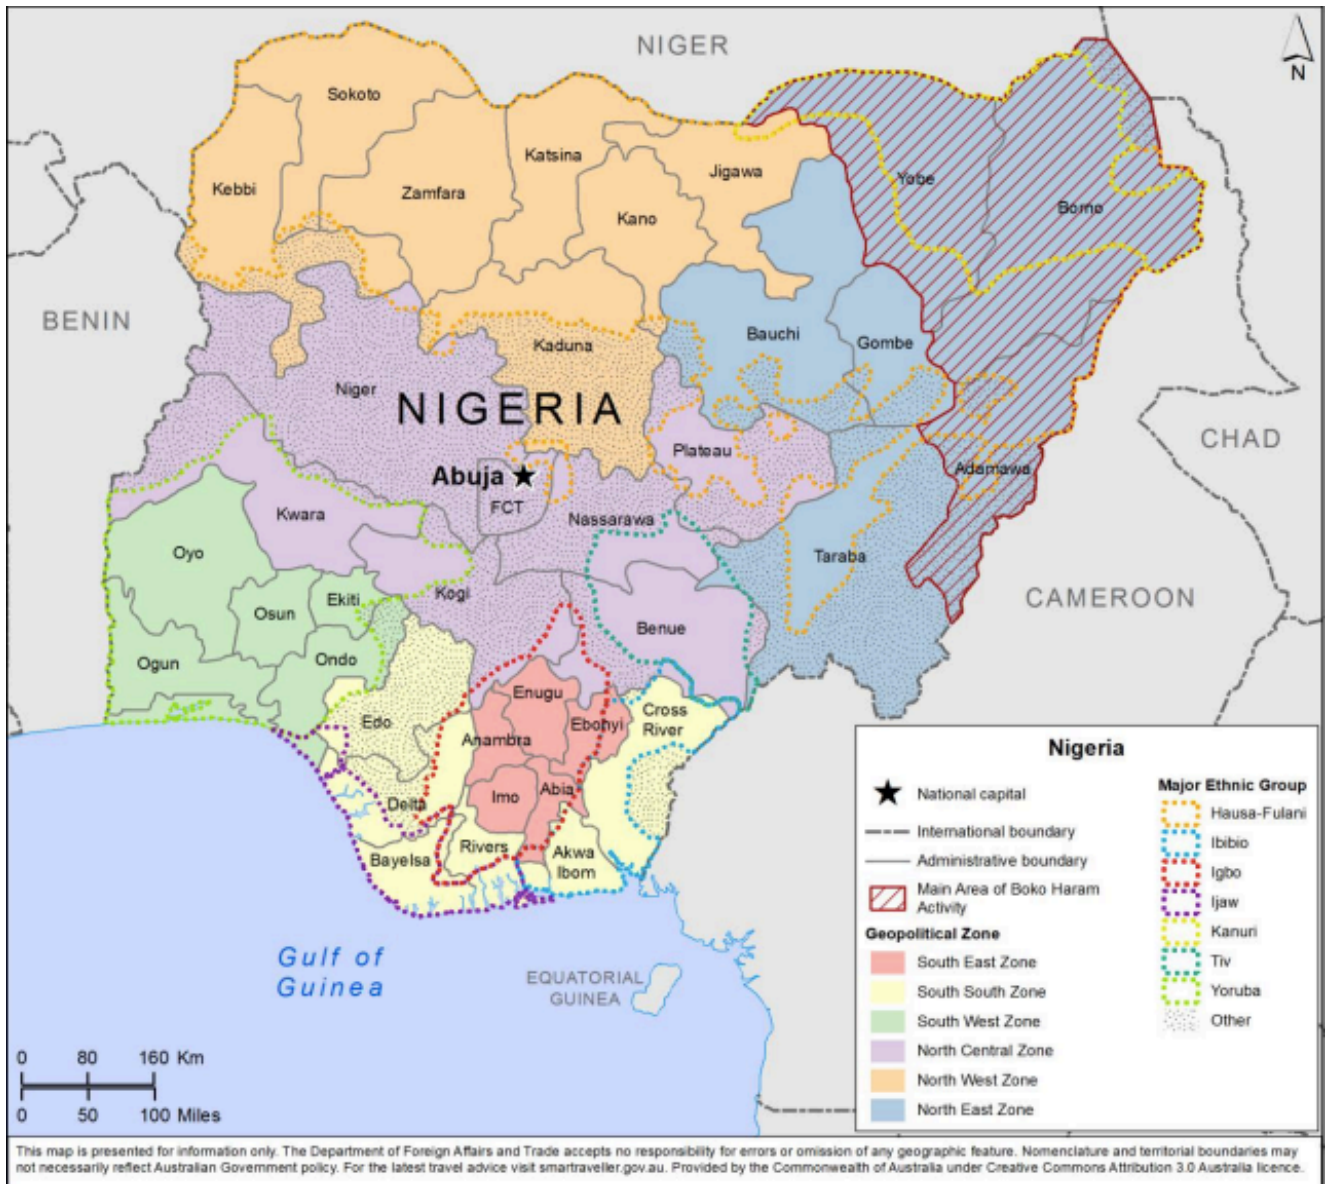 NIGER
N
Sokoto
Katsina
Kebbi
Zamfara
Jigawa
Yobe
Borno
Kano
BENIN
Bauchi
Gombe
Kaduna
Niger
NIGERIA
CHAD
Plateau
Abuja
Adamawa
FCT
Kwara
Nassarawa
Oyo
Taraba
Kogi
Ekiti
Osun
CAMEROON
Benue
Ogun
Ondo
Enugu
Edo
Ebonyi
Cross
River
Anambra
Imo
Abia
Delta
Rivers
Bayelsa
Akwa
Ibom
Gulf of
Guinea
EQUATORIAL
GUINEA
0 80 160 Km
0 50 100 Miles
Nigeria
National capital
International boundary
Administrative boundary
Main Area of Boko Haram
Activity
Geopolitical Zone
South East Zone
South South Zone
South West Zone
North Central Zone
North West Zone
North East Zone
Major Ethnic Group
Hausa-Fulani
Ibibio
Igbo
Ijaw
Kanuri
Tiv
Yoruba
Other
This map is presented for information only. The Department of Foreign Affairs and Trade accepts no responsibility for errors or omission of any geographic feature. Nomenclature and territorial boundaries may
not necessarily reflect Australian Government policy. For the latest travel advice visit smartraveller.gov.au. Provided by the Commonwealth of Australia under Creative Commons Attribution 3.0 Australia licence.